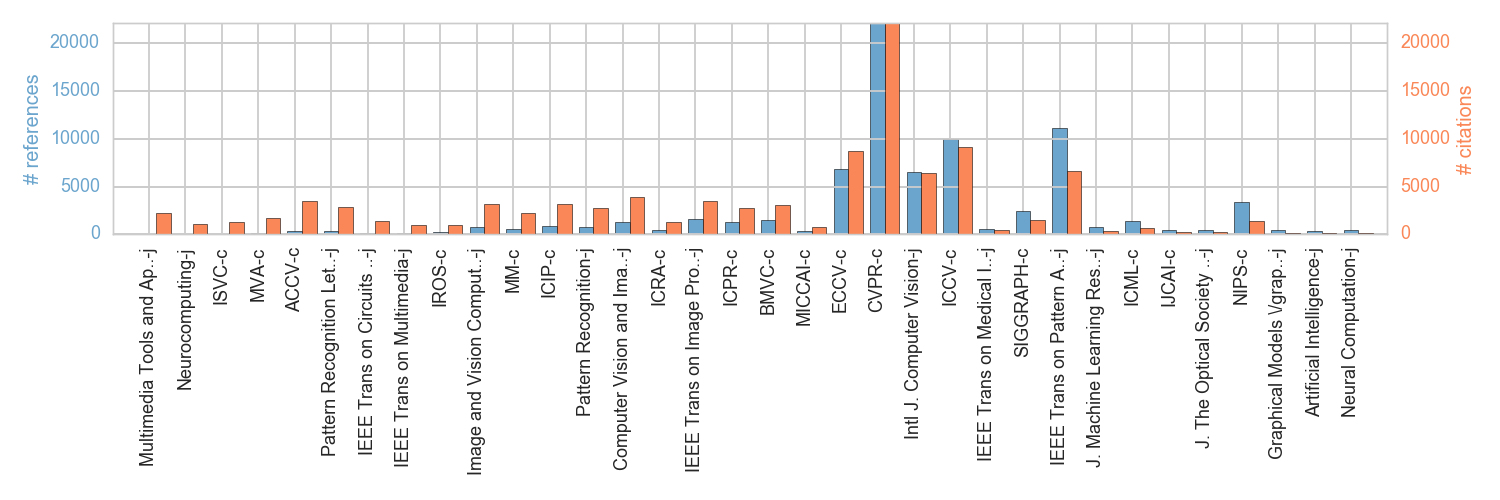 # references
20000
15000
10000
5000
0
20000
15000
10000
5000
0
# citations
Multimedia Tools and Ap..-j
Neurocomputing-j
ISVC-c
MVA-c
ACCV-c
Pattern Recognition Let..-j
IEEE Trans on Circuits ..-j
IEEE Trans on Multimedia-j
IROS-c
Image and Vision Comput..-j
MM-c
ICIP-c
Pattern Recognition-j
Computer Vision and Ima..-j
ICRA-c
IEEE Trans on Image Pro..-j
ICPR-c
BMVC-c
MICCAI-c
ECCV-c
CVPR-c
Intl J. Computer Vision-j
ICCV-c
IEEE Trans on Medical I..-j
SIGGRAPH-c
IEEE Trans on Pattern A..-j
J. Machine Learning Res..-j
ICML-c
IJCAI-c
J. The Optical Society ..-j
NIPS-c
Graphical Models Vgrap..-j
Artificial Intelligence-j
Neural Computation-j